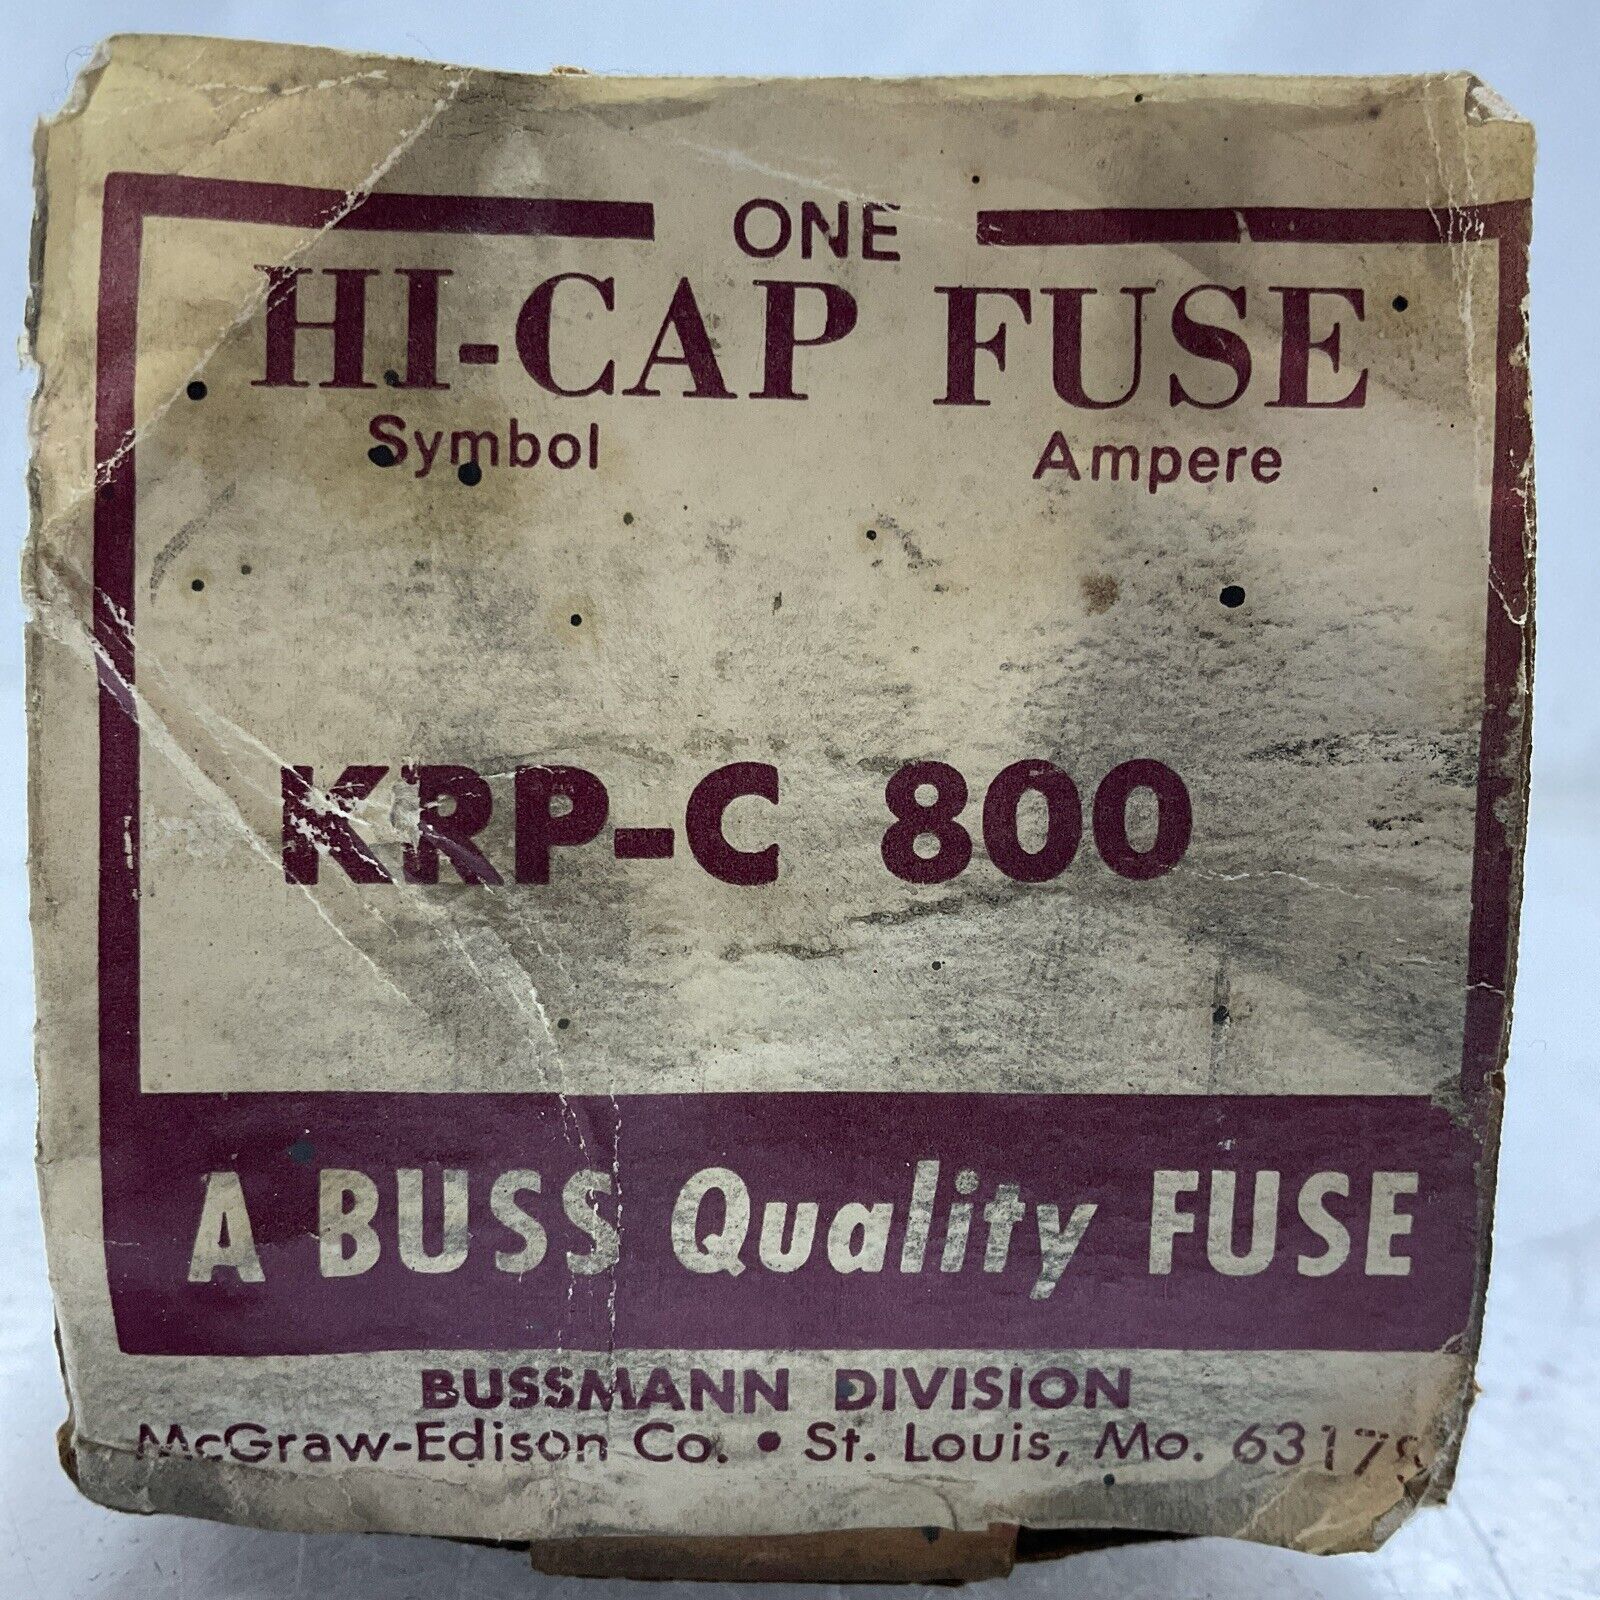 ONE
HI-CAP FUSE
Symbol Ampere
KRP-C 800
A BUSS Quality FUSE
BUSSMANN DIVISION
McGraw-Edison Co. • St. Louis, Mo.